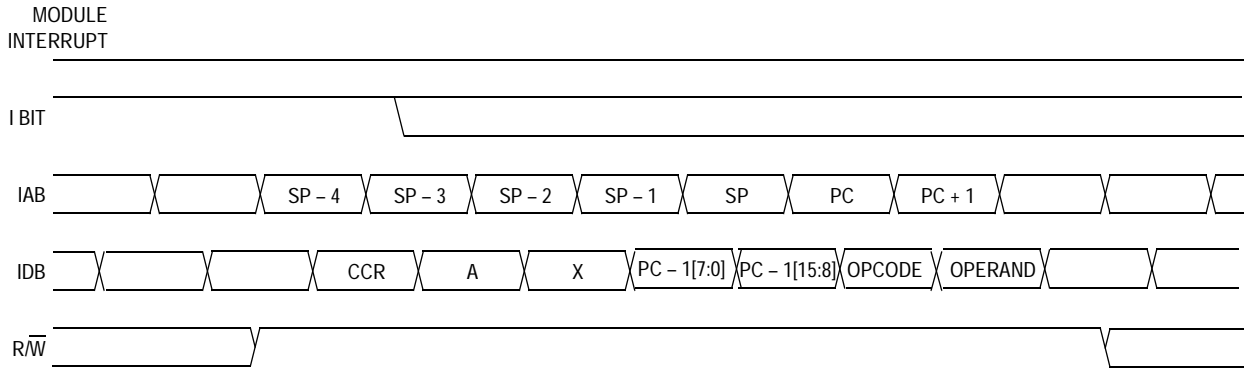 MODULE
INTERRUPT
I BIT
IAB SP – 4 SP – 3 SP – 2 SP – 1 SP PC PC + 1
IDB CCR A X PC – 1[7:0] PC – 1[15:8] OPCODE OPERAND
R/W̅